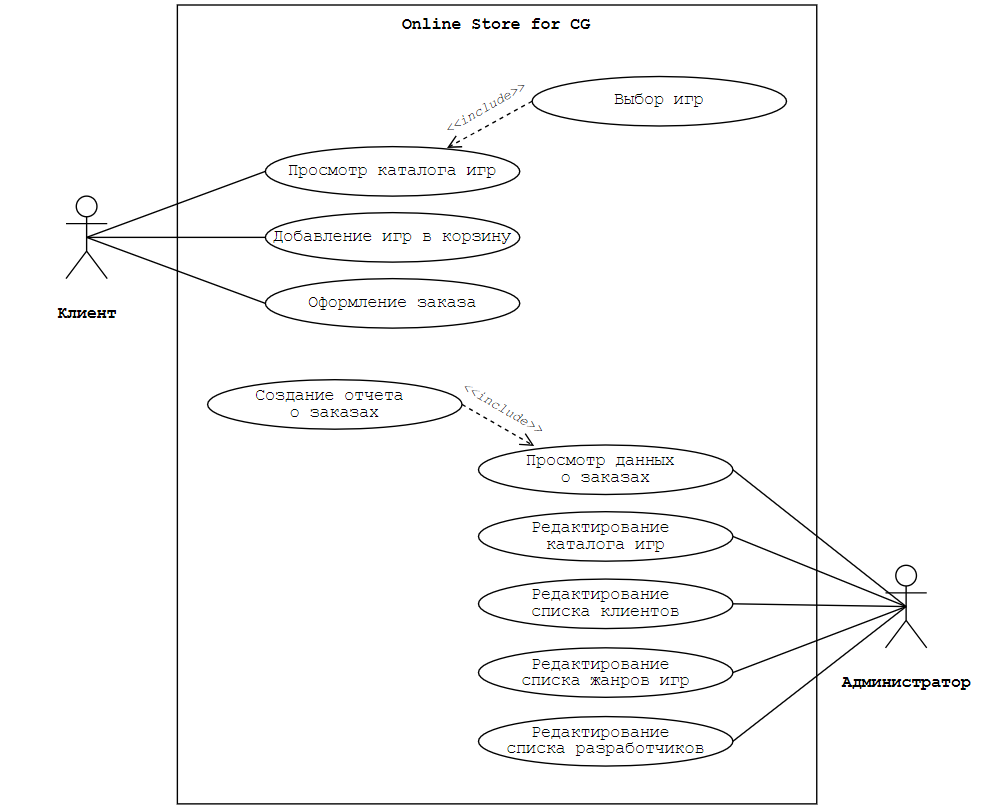 Online Store for CG
<<include>>
Выбор игр
Просмотр каталога игр
Добавление игр в корзину
Оформление заказа
Клиент
Создание отчета
о заказах
<<include>>
Просмотр данных
о заказах
Редактирование
каталога игр
Редактирование
списка клиентов
Редактирование
списка жанров игр
Администратор
Редактирование
списка разработчиков